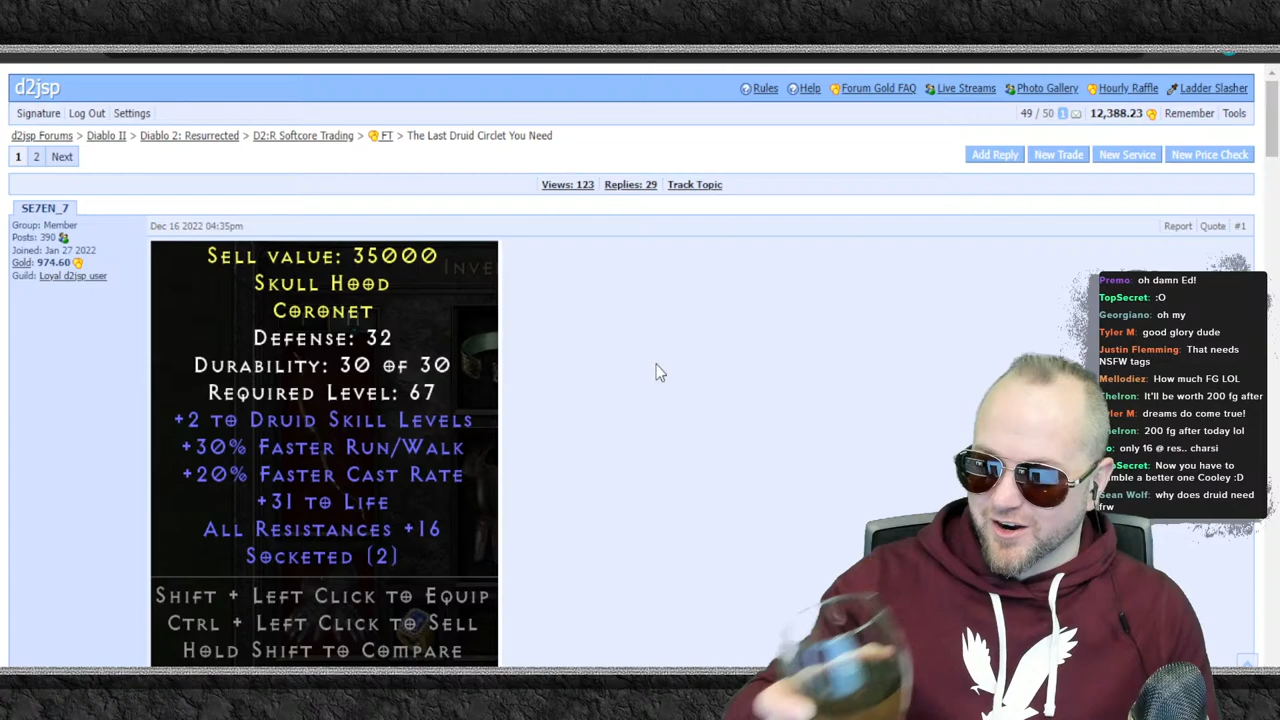 d2jsp
Rules Help Forum Gold FAQ Live Streams Photo Gallery Hourly Raffle Ladder Slasher
Signature Log Out Settings
49 / 50 1 12,388.23 Remember Tools
d2jsp Forums > Diablo II > Diablo 2: Resurrected > D2:R Softcore Trading > FT > The Last Druid Circlet You Need
1 2 Next
Add Reply New Trade New Service New Price Check
Views: 123 Replies: 29 Track Topic
SE7EN_7
Group: Member
Posts: 390
Joined: Jan 27 2022
Gold: 974.60
Guild: Loyal d2jsp user
Dec 16 2022 04:35pm
Report Quote #1
Sell value: 35000
Skull Hood
Coronet
Defense: 32
Durability: 30 of 30
Required Level: 67
+2 to Druid Skill Levels
+30% Faster Run/Walk
+20% Faster Cast Rate
+31 to Life
All Resistances +16
Socketed (2)
Shift + Left Click to Equip
Ctrl + Left Click to Sell
Hold Shift to Compare
Premo: oh damn Ed!
TopSecret: :O
Georgiano: oh my
Tyler M: good glory dude
Justin Flemming: That needs
NSFW tags
Mellodiez: How much FG LOL
It'll be worth 200 fg after
dreams do come true!
200 fg after today lol
only 16 @ res.. charsi
Now you have to
a better one Cooley :D
Sean Wolf: why does druid need
frw